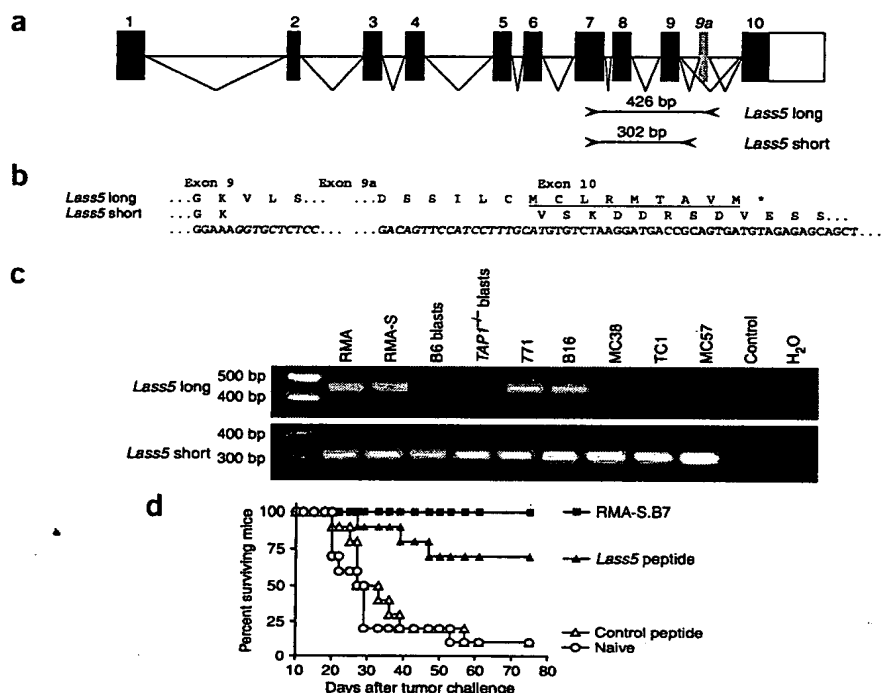 a
1 2 3 4 5 6 7 8 9 9a 10
426 bp Lass5 long
302 bp Lass5 short
b
Exon 9 Exon 9a Exon 10
Lass5 long ...G K V L S... ...D S S I L C M C L R M T A V M *
Lass5 short ...G K V S K D D R S D V E S S...
...GGAAAGGTGCTCTCC... ...GACAGTTCCATCCTTTGCATGTGTCTAAGGATGACCGCAGTGATGTAGAGAGCAGCT...
c
RMA RMA-S B6 blasts TAP1-/- blasts 771 B16 MC38 TC1 MC57 Control H2O
Lass5 long 500 bp
400 bp
Lass5 short 400 bp
300 bp
d
Percent surviving mice
100
75
50
25
0
10 20 30 40 50 60 70 80
Days after tumor challenge
RMA-S.B7
Lass5 peptide
Control peptide
Naive